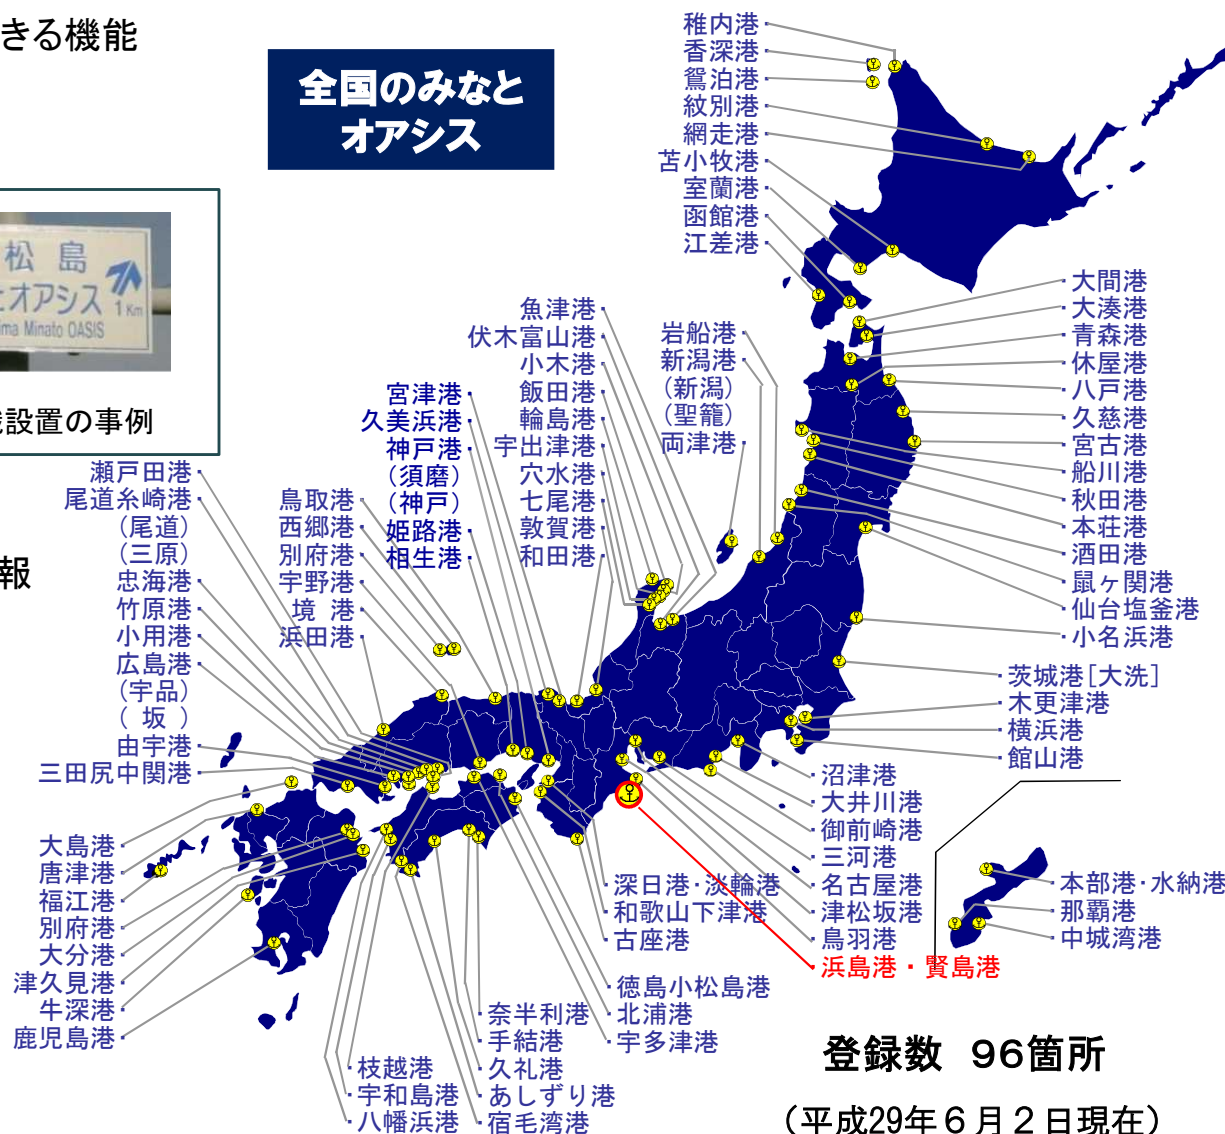 きる機能
全国のみなと
オアシス
松島
とオアシス
1Km
ima Minato OASIS
設置の事例
報
稚内港
香深港
鴛泊港
紋別港
網走港
苫小牧港
室蘭港
函館港
江差港
大間港
大湊港
青森港
休屋港
八戸港
久慈港
宮古港
船川港
秋田港
本荘港
酒田港
鼠ヶ関港
仙台塩釜港
小名浜港
茨城港[大洗]
木更津港
横浜港
館山港
岩船港
新潟港
(新潟)
(聖籠)
両津港
魚津港
伏木富山港
小木港
飯田港
輪島港
宇出津港
穴水港
七尾港
敦賀港
和田港
宮津港
久美浜港
神戸港
(須磨)
(神戸)
姫路港
相生港
鳥取港
西郷港
別府港
宇野港
境 港
浜田港
瀬戸田港
尾道糸崎港
(尾道)
(三原)
忠海港
竹原港
小用港
広島港
(宇品)
( 坂 )
由宇港
三田尻中関港
大島港
唐津港
福江港
別府港
大分港
津久見港
牛深港
鹿児島港
枝越港
宇和島港
八幡浜港
奈半利港
手結港
久礼港
あしずり港
宿毛湾港
徳島小松島港
北浦港
宇多津港
深日港・淡輪港
和歌山下津港
古座港
沼津港
大井川港
御前崎港
三河港
名古屋港
津松坂港
鳥羽港
浜島港・賢島港
本部港・水納港
那覇港
中城湾港
登録数 96箇所
(平成29年6月2日現在)